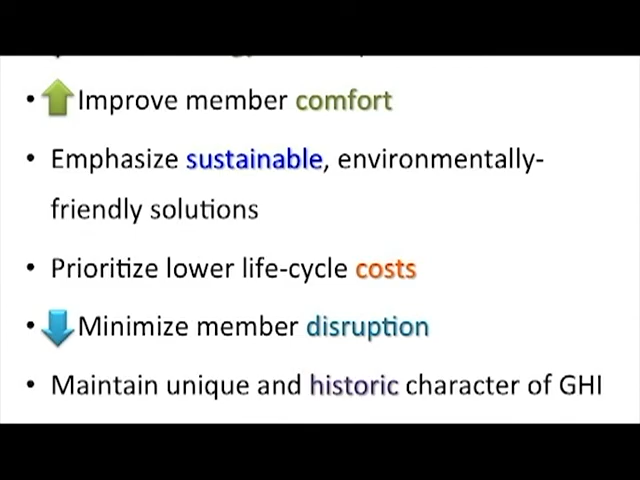 • Improve member comfort
• Emphasize sustainable, environmentally-
friendly solutions
• Prioritize lower life-cycle costs
• Minimize member disruption
• Maintain unique and historic character of GHI